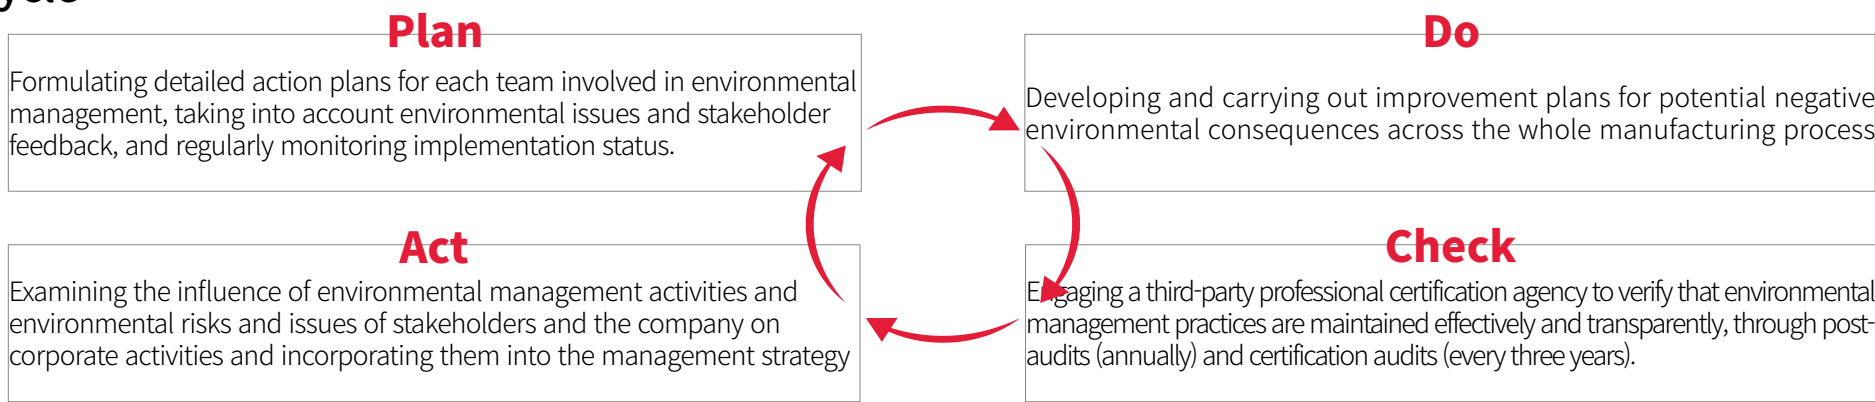 Plan
Formulating detailed action plans for each team involved in environmental
management, taking into account environmental issues and stakeholder
feedback, and regularly monitoring implementation status.
Do
Developing and carrying out improvement plans for potential negative
environmental consequences across the whole manufacturing process
Act
Examining the influence of environmental management activities and
environmental risks and issues of stakeholders and the company on
corporate activities and incorporating them into the management strategy
Check
Engaging a third-party professional certification agency to verify that environmental
management practices are maintained effectively and transparently, through post-
audits (annually) and certification audits (every three years).